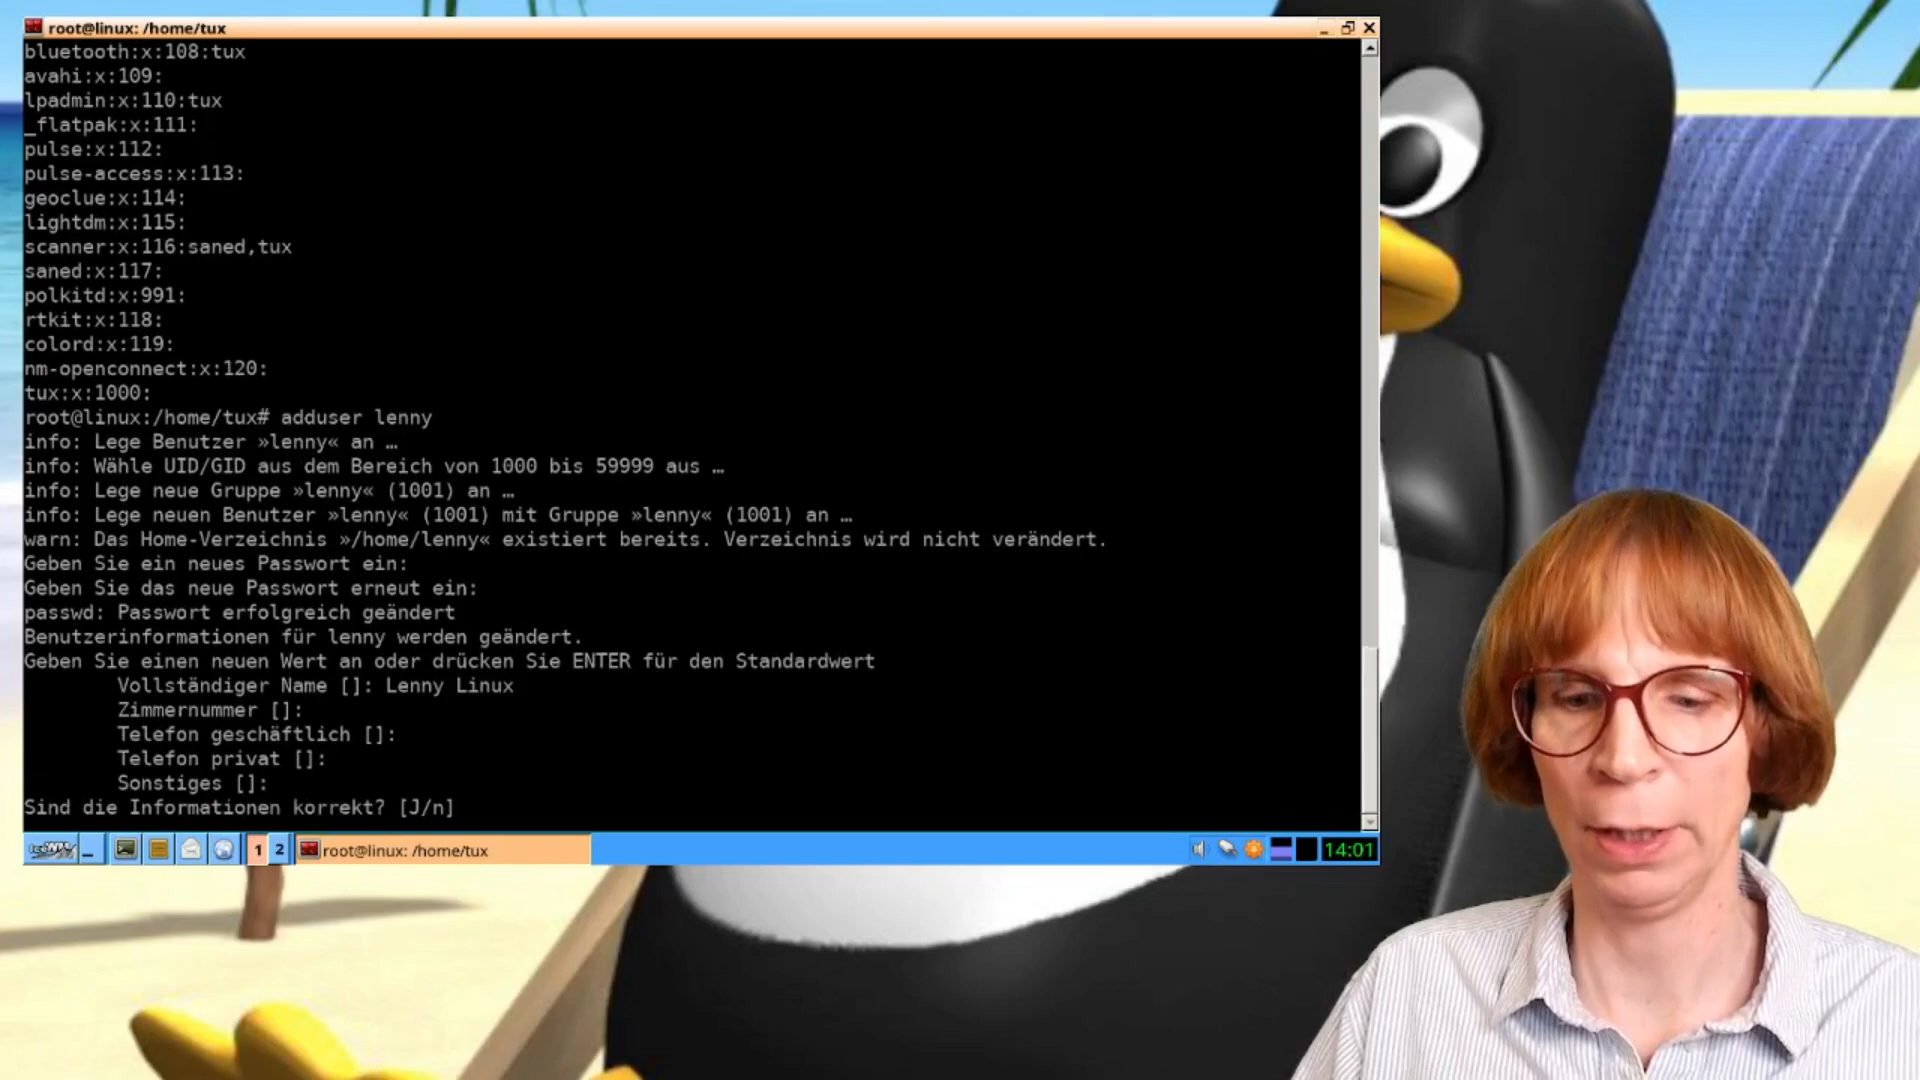 root@linux: /home/tux
bluetooth:x:108:tux
avahi:x:109:
lpadmin:x:110:tux
_flatpak:x:111:
pulse:x:112:
pulse-access:x:113:
geoclue:x:114:
lightdm:x:115:
scanner:x:116:saned,tux
saned:x:117:
polkitd:x:991:
rtkit:x:118:
colord:x:119:
nm-openconnect:x:120:
tux:x:1000:
root@linux:/home/tux# adduser lenny
info: Lege Benutzer »lenny« an …
info: Wähle UID/GID aus dem Bereich von 1000 bis 59999 aus …
info: Lege neue Gruppe »lenny« (1001) an …
info: Lege neuen Benutzer »lenny« (1001) mit Gruppe »lenny« (1001) an …
warn: Das Home-Verzeichnis »/home/lenny« existiert bereits. Verzeichnis wird nicht verändert.
Geben Sie ein neues Passwort ein:
Geben Sie das neue Passwort erneut ein:
passwd: Passwort erfolgreich geändert
Benutzerinformationen für lenny werden geändert.
Geben Sie einen neuen Wert an oder drücken Sie ENTER für den Standardwert
Vollständiger Name []: Lenny Linux
Zimmernummer []:
Telefon geschäftlich []:
Telefon privat []:
Sonstiges []:
Sind die Informationen korrekt? [J/n]
IceWM 1 2 root@linux: /home/tux 14:01